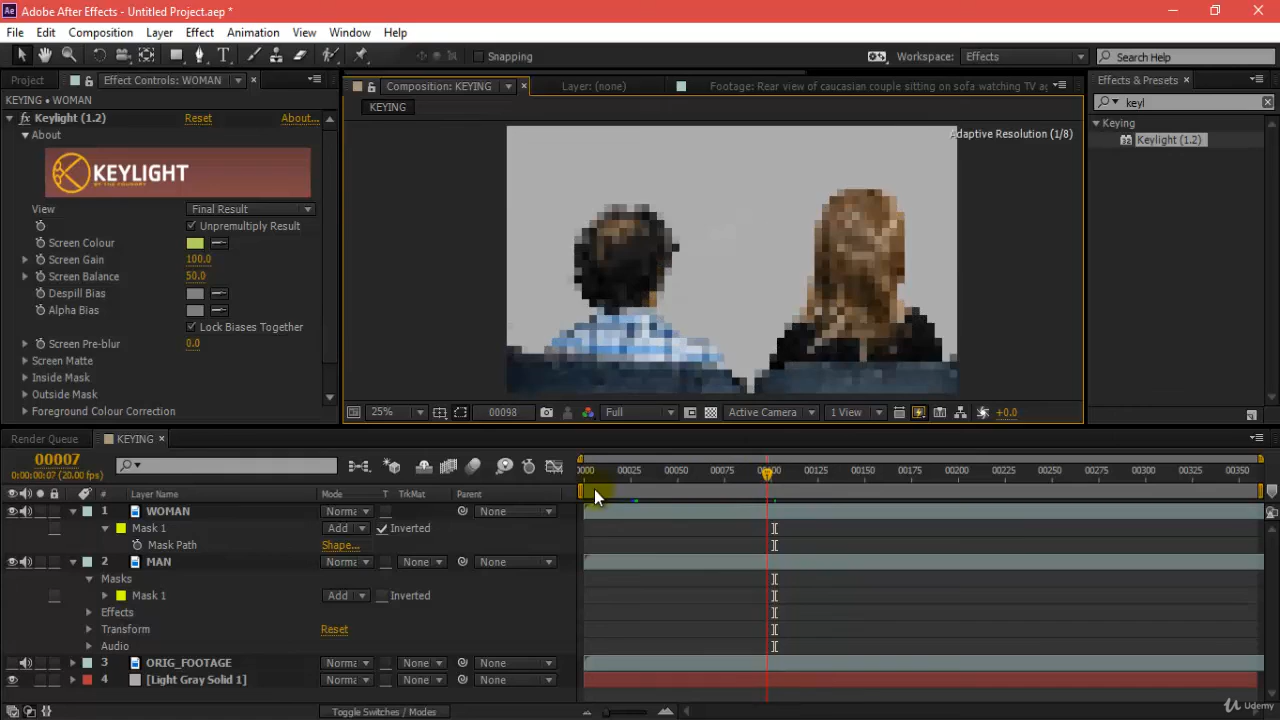 Adobe After Effects - Untitled Project.aep *
File Edit Composition Layer Effect Animation View Window Help
Snapping Workspace: Effects Search Help
Project Effect Controls: WOMAN Composition: KEYING Layer: (none) Footage: Rear view of caucasian couple sitting on sofa watching TV ag Effects & Presets
KEYING • WOMAN KEYING keyl
fx Keylight (1.2) Reset About... Keying
About Adaptive Resolution (1/8) Keylight (1.2)
KEYLIGHT
BY THE FOUNDRY
View Final Result
Unpremultiply Result
Screen Colour
Screen Gain 100.0
Screen Balance 50.0
Despill Bias
Alpha Bias
Lock Biases Together
Screen Pre-blur 0.0
Screen Matte
Inside Mask
Outside Mask
Foreground Colour Correction
25% 00098 Full Active Camera 1 View +0.0
Render Queue KEYING
00007
0:00:00:07 (20.00 fps)
00025 00050 00075 00125 00150 00175 00200 00225 00250 00275 00300 00325 00350
# Layer Name Mode T TrkMat Parent
1 WOMAN Norma None
Mask 1 Add Inverted
Mask Path Shape...
2 MAN Norma None None
Masks
Mask 1 Add Inverted
Effects
Transform Reset
Audio
3 ORIG_FOOTAGE Norma None None
4 [Light Gray Solid 1] Norma None None
Toggle Switches / Modes
Udemy